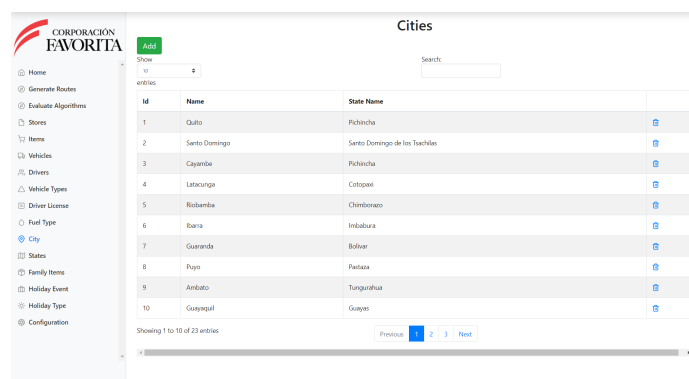 CORPORACIÓN
FAVORITA
Home
Generate Routes
Evaluate Algorithms
Stores
Items
Vehicles
Drivers
Vehicle Types
Driver License
Fuel Type
City
States
Family Items
Holiday Event
Holiday Type
Configuration
Cities
Add
Show
10
entries
Search:
Id Name State Name
1 Quito Pichincha
2 Santo Domingo Santo Domingo de los Tsachilas
3 Cayambe Pichincha
4 Latacunga Cotopaxi
5 Riobamba Chimborazo
6 Ibarra Imbabura
7 Guaranda Bolivar
8 Puyo Pastaza
9 Ambato Tungurahua
10 Guayaquil Guayas
Showing 1 to 10 of 23 entries
Previous 1 2 3 Next